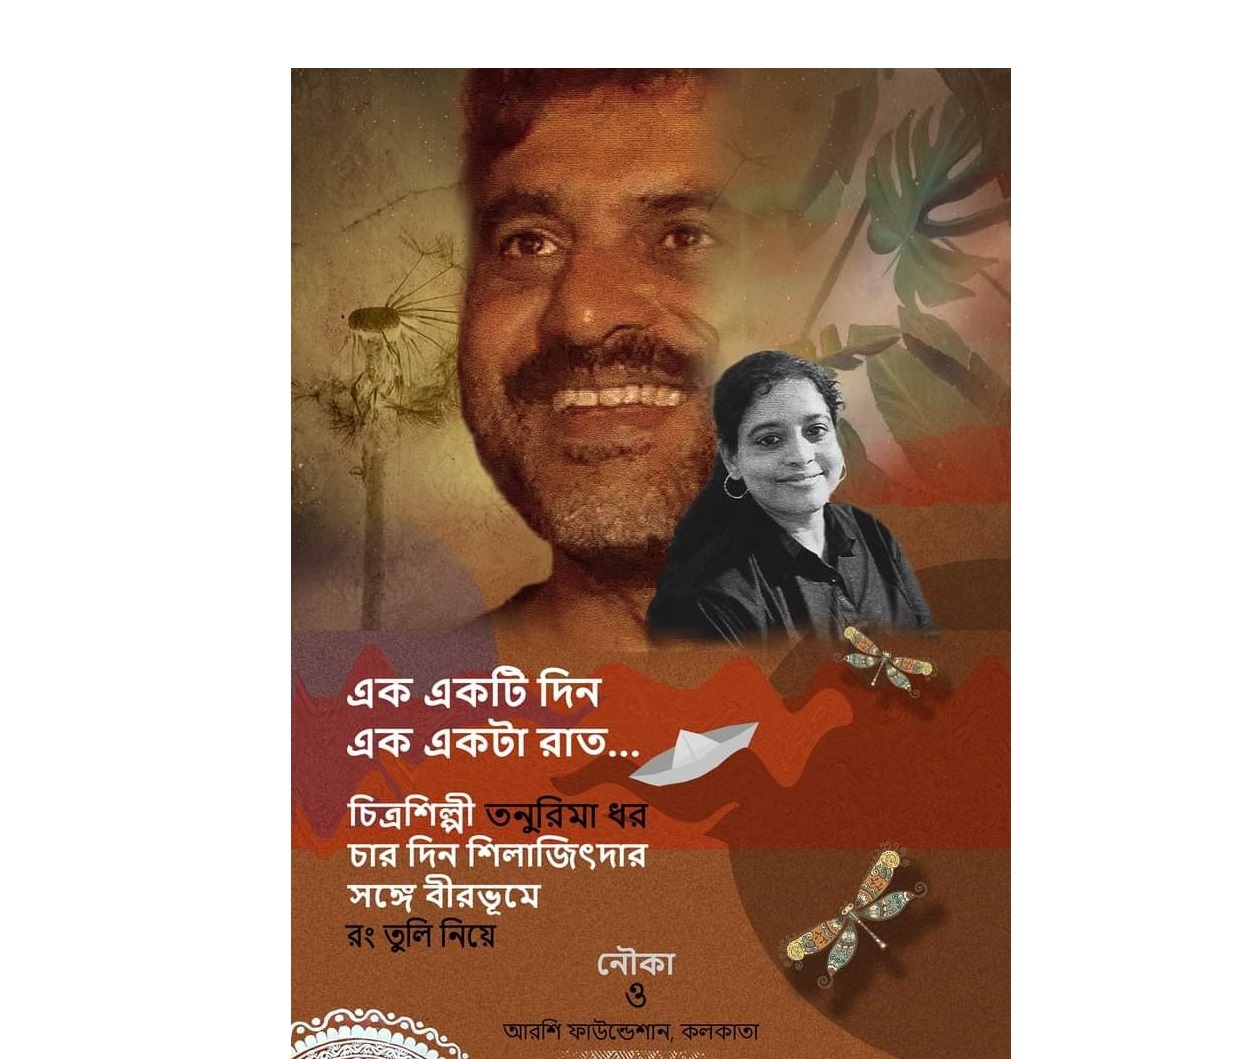 এক একটি দিন
এক একটা রাত...
চিত্রশিল্পী তনুরিমা ধর
চার দিন শিলাজিৎদার
সঙ্গে বীরভূমে
রং তুলি নিয়ে
নৌকা
ও
আরশি ফাউন্ডেশান, কলকাতা